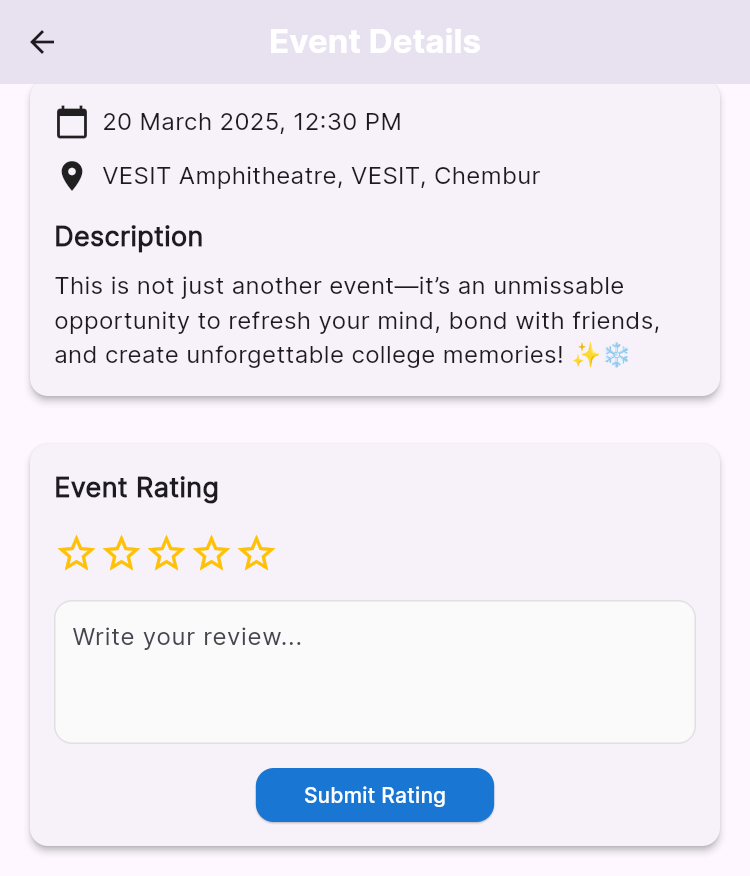 Event Details
20 March 2025, 12:30 PM
VESIT Amphitheatre, VESIT, Chembur
Description
This is not just another event—it’s an unmissable
opportunity to refresh your mind, bond with friends,
and create unforgettable college memories! ✨❄️
Event Rating
Write your review...
Submit Rating